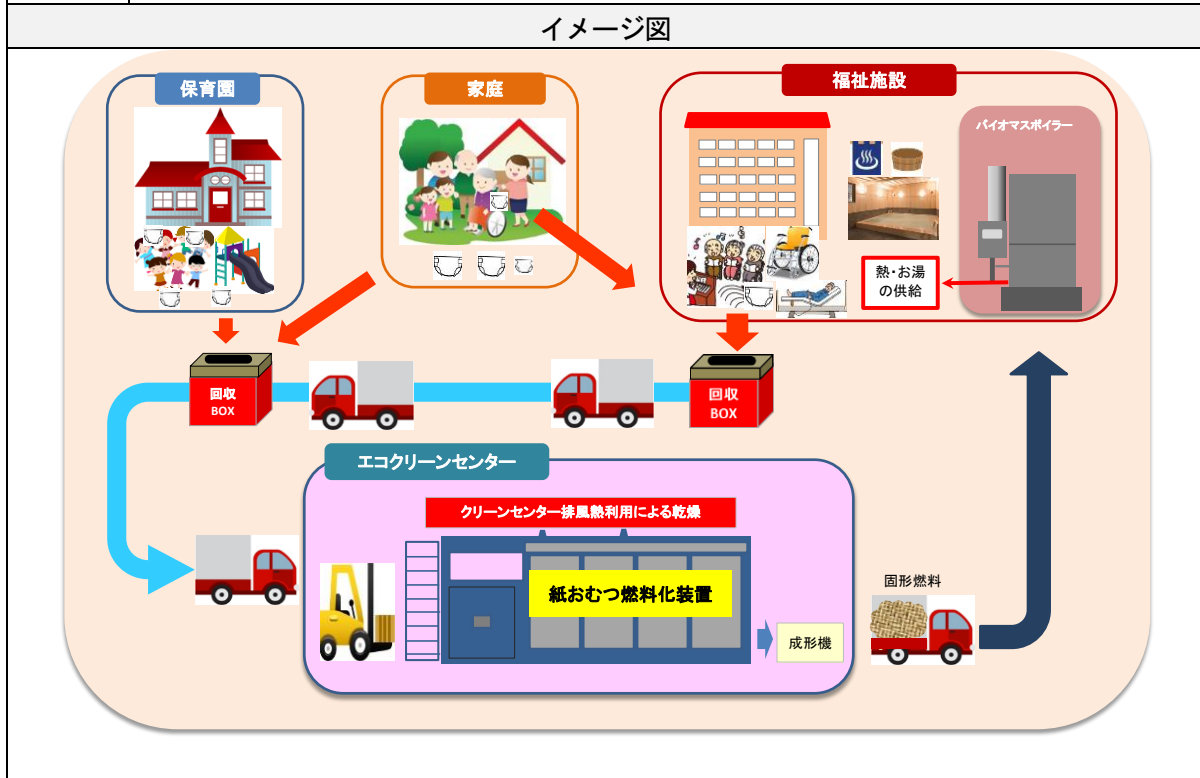 イメージ図
保育園
家庭
福祉施設
バイオマスボイラー
熱・お湯
の供給
回収
BOX
回収
BOX
エコクリーンセンター
クリーンセンター排風熱利用による乾燥
紙おむつ燃料化装置
成形機
固形燃料